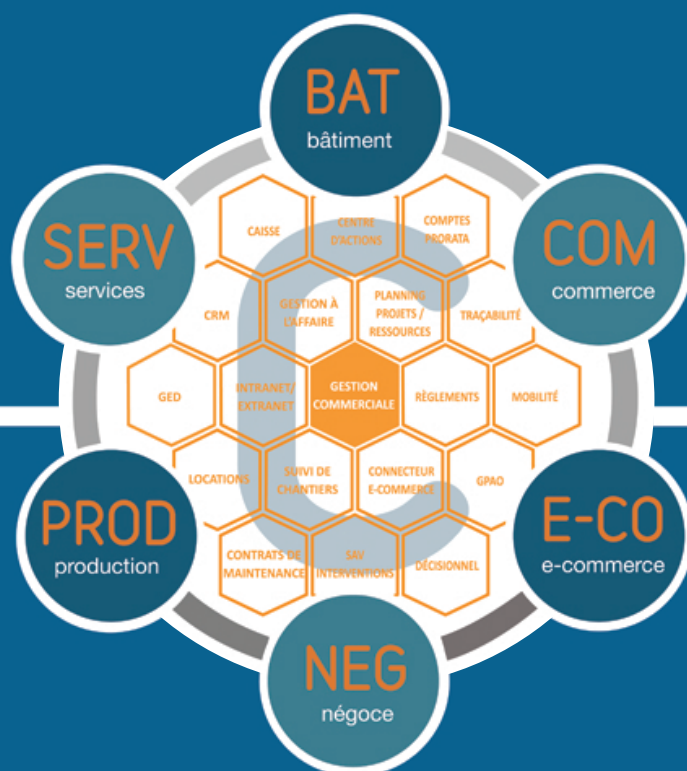 BAT
bâtiment
SERV
services
COM
commerce
CAISSE
CENTRE
D'ACTIONS
COMPTES
PRORATA
CRM
GESTION À
L'AFFAIRE
PLANNING
PROJETS /
RESSOURCES
TRAÇABILITÉ
GED
INTRANET/
EXTRANET
GESTION
COMMERCIALE
RÈGLEMENTS
MOBILITÉ
LOCATIONS
SUIVI DE
CHANTIERS
CONNECTEUR
E-COMMERCE
GPAO
PROD
production
E-CO
e-commerce
CONTRATS DE
MAINTENANCE
SAV
INTERVENTIONS
DÉCISIONNEL
NEG
négoce